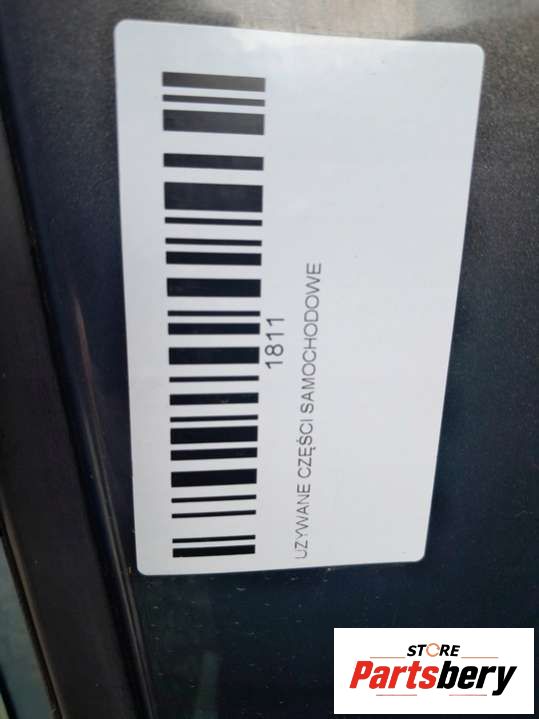 1811
UZYWANE CZĘŚCI SAMOCHODOWE
STORE
Partsbery